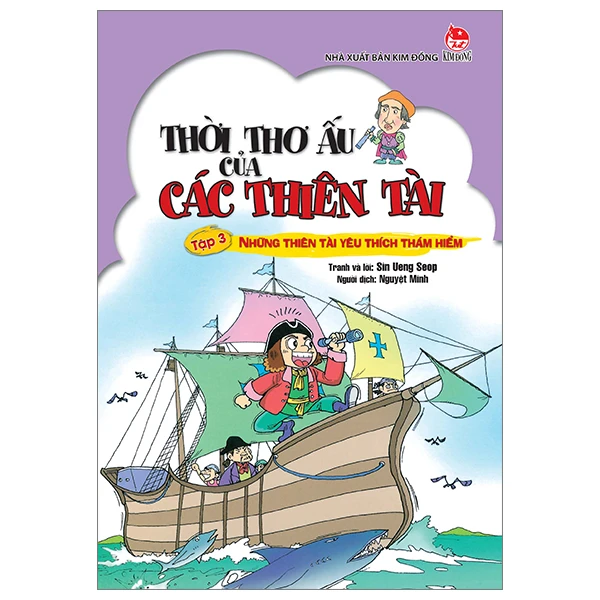 NHÀ XUẤT BẢN KIM ĐỒNG
KIM ĐỒNG
THỜI THƠ ẤU
CỦA
CÁC THIÊN TÀI
TẬP 3 NHỮNG THIÊN TÀI YÊU THÍCH THÁM HIỂM
Tranh và lời: Sin Ueng Seop
Người dịch: Nguyệt Minh